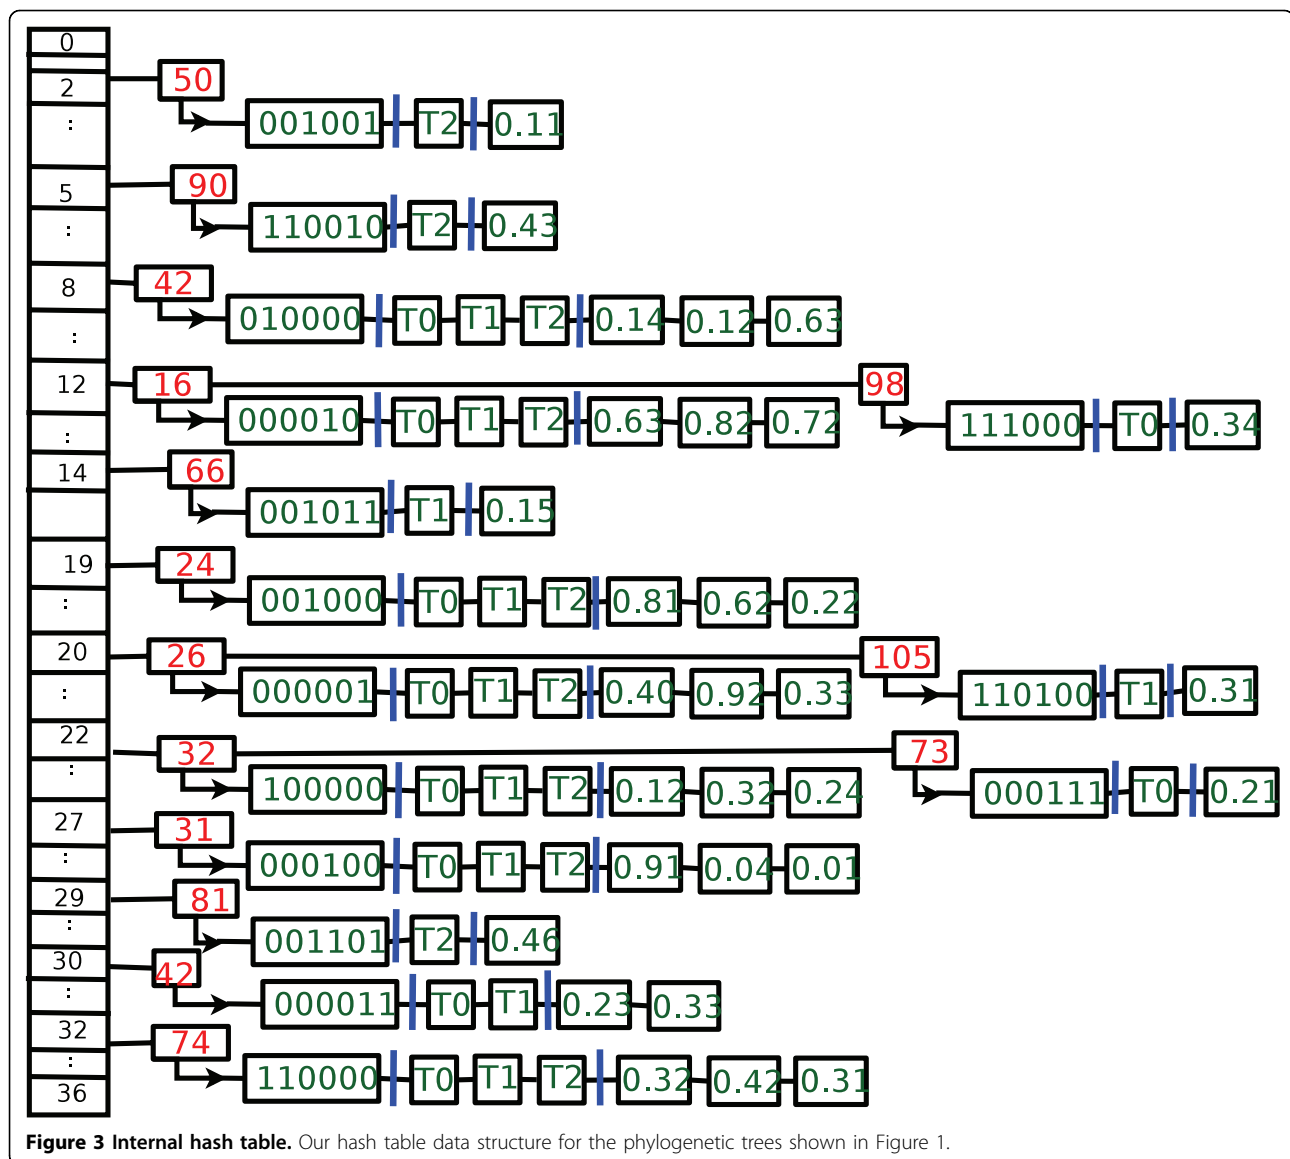 0
2 50
: 001001 T2 0.11
5 90
: 110010 T2 0.43
8 42
: 010000 T0 T1 T2 0.14 0.12 0.63
12 16 98
: 000010 T0 T1 T2 0.63 0.82 0.72 111000 T0 0.34
14 66
001011 T1 0.15
19 24
: 001000 T0 T1 T2 0.81 0.62 0.22
20 26 105
: 000001 T0 T1 T2 0.40 0.92 0.33 110100 T1 0.31
22 32 73
: 100000 T0 T1 T2 0.12 0.32 0.24 000111 T0 0.21
27 31
: 000100 T0 T1 T2 0.91 0.04 0.01
29 81
: 001101 T2 0.46
30 42
: 000011 T0 T1 0.23 0.33
32 74
: 110000 T0 T1 T2 0.32 0.42 0.31
36
Figure 3 Internal hash table. Our hash table data structure for the phylogenetic trees shown in Figure 1.